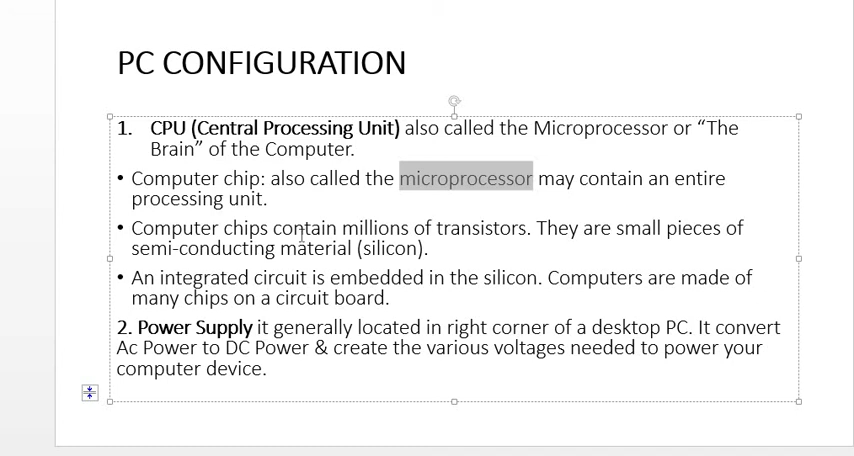 PC CONFIGURATION
1. CPU (Central Processing Unit) also called the Microprocessor or “The
Brain” of the Computer.
• Computer chip: also called the microprocessor may contain an entire
processing unit.
• Computer chips contain millions of transistors. They are small pieces of
semi-conducting material (silicon).
• An integrated circuit is embedded in the silicon. Computers are made of
many chips on a circuit board.
2. Power Supply it generally located in right corner of a desktop PC. It convert
Ac Power to DC Power & create the various voltages needed to power your
computer device.